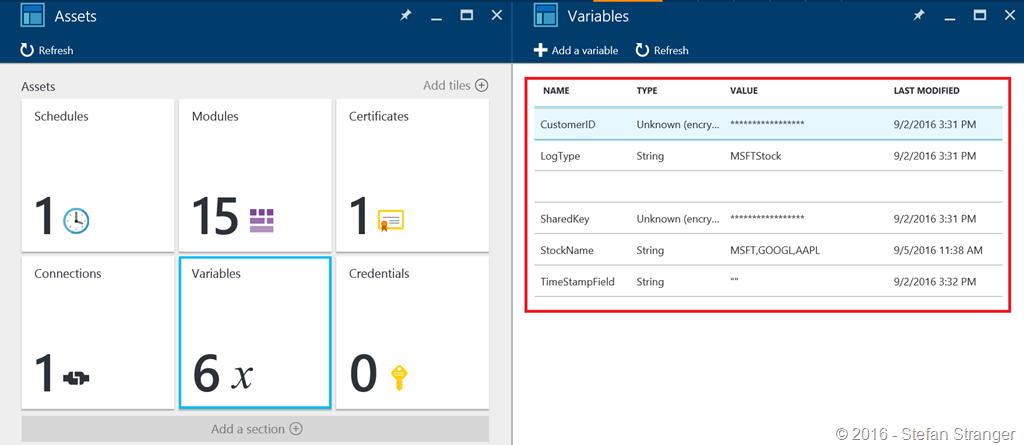 Assets
Refresh
Assets
Add tiles
Schedules
Modules
Certificates
1
15
1
Connections
Variables
Credentials
1
6 x
0
Add a section
Variables
Add a variable Refresh
NAME TYPE VALUE LAST MODIFIED
CustomerID Unknown (encry... ***************** 9/2/2016 3:31 PM
LogType String MSFTStock 9/2/2016 3:31 PM
SharedKey Unknown (encry... ***************** 9/2/2016 3:31 PM
StockName String MSFT,GOOGL,AAPL 9/5/2016 11:38 AM
TimeStampField String "" 9/2/2016 3:32 PM
© 2016 - Stefan Stranger